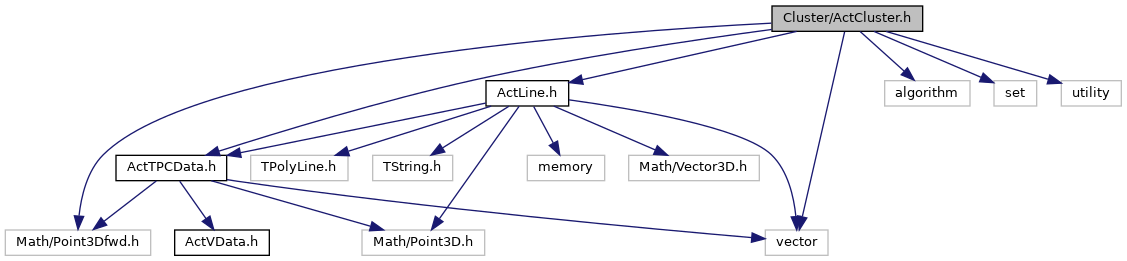 Cluster/ActCluster.h
ActLine.h
algorithm
set
utility
ActTPCData.h
TPolyLine.h
TString.h
memory
Math/Vector3D.h
Math/Point3Dfwd.h
ActVData.h
Math/Point3D.h
vector